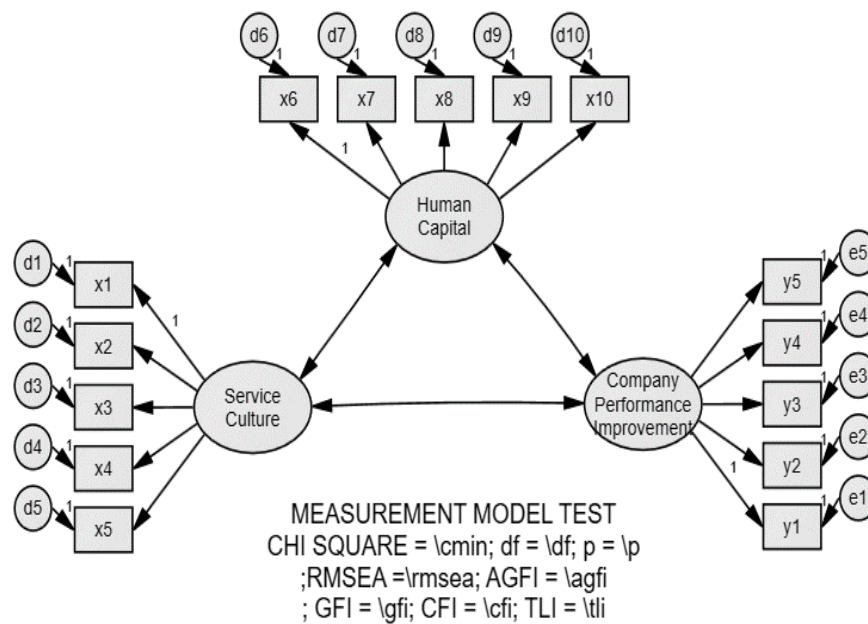 d6 d7 d8 d9 d10
1 1 1 1 1
x6 x7 x8 x9 x10
1
Human
Capital
d1 1 x1
d2 1 x2
d3 1 x3
d4 1 x4
d5 1 x5
1
Service
Culture
Company
Performance
Improvement
1
y5 1 e5
y4 1 e4
y3 1 e3
y2 1 e2
y1 1 e1
MEASUREMENT MODEL TEST
CHI SQUARE = \cmin; df = \df; p = \p
;RMSEA =\rmsea; AGFI = \agfi
; GFI = \gfi; CFI = \cfi; TLI = \tli